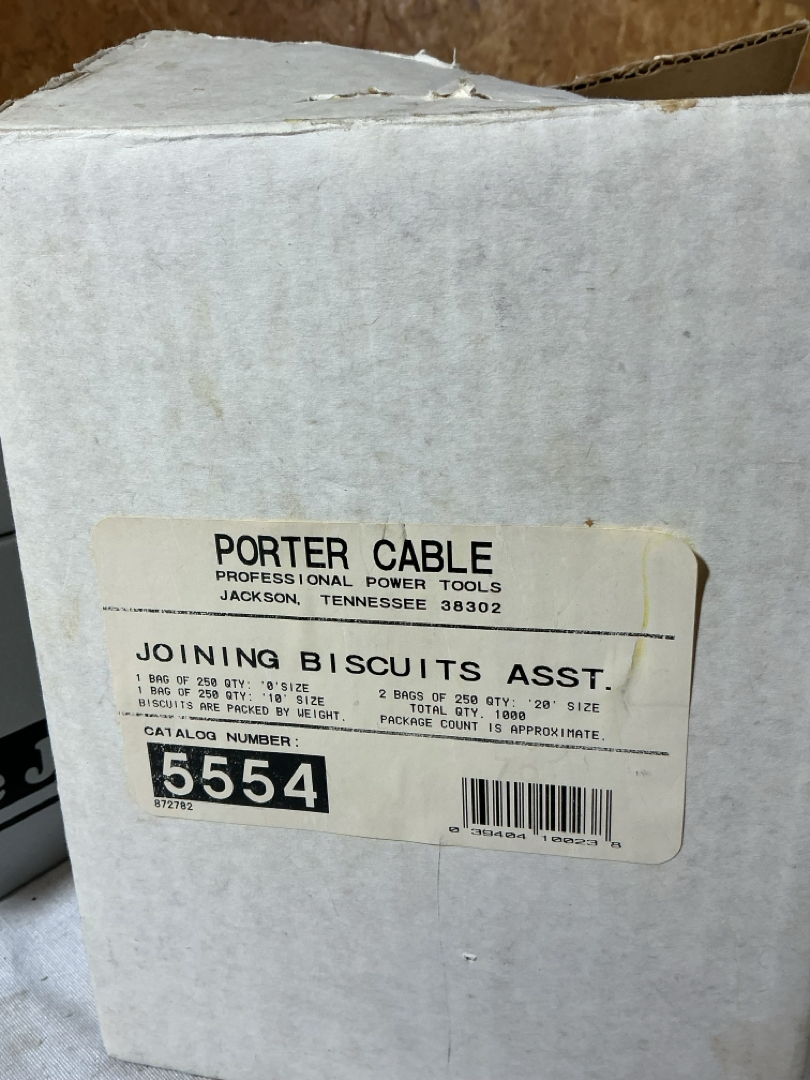 PORTER CABLE
PROFESSIONAL POWER TOOLS
JACKSON, TENNESSEE 38302
JOINING BISCUITS ASST.
1 BAG OF 250 QTY: '0'SIZE
1 BAG OF 250 QTY: '10' SIZE
BISCUITS ARE PACKED BY WEIGHT.
2 BAGS OF 250 QTY: '20' SIZE
TOTAL QTY. 1000
PACKAGE COUNT IS APPROXIMATE.
CATALOG NUMBER:
5554
872782
0 39404 10023 8